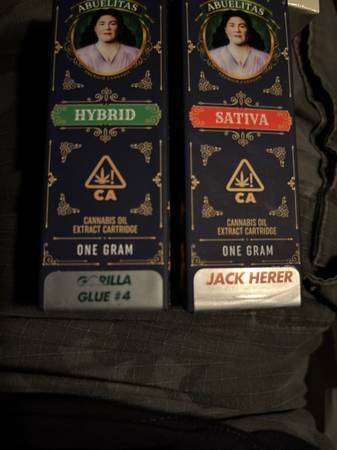 ABUELITAS
HYBRID
CA
CANNABIS OIL
EXTRACT CARTRIDGE
ONE GRAM
GORILLA
GLUE #4
ABUELITAS
SATIVA
CA
CANNABIS OIL
EXTRACT CARTRIDGE
ONE GRAM
JACK HERER